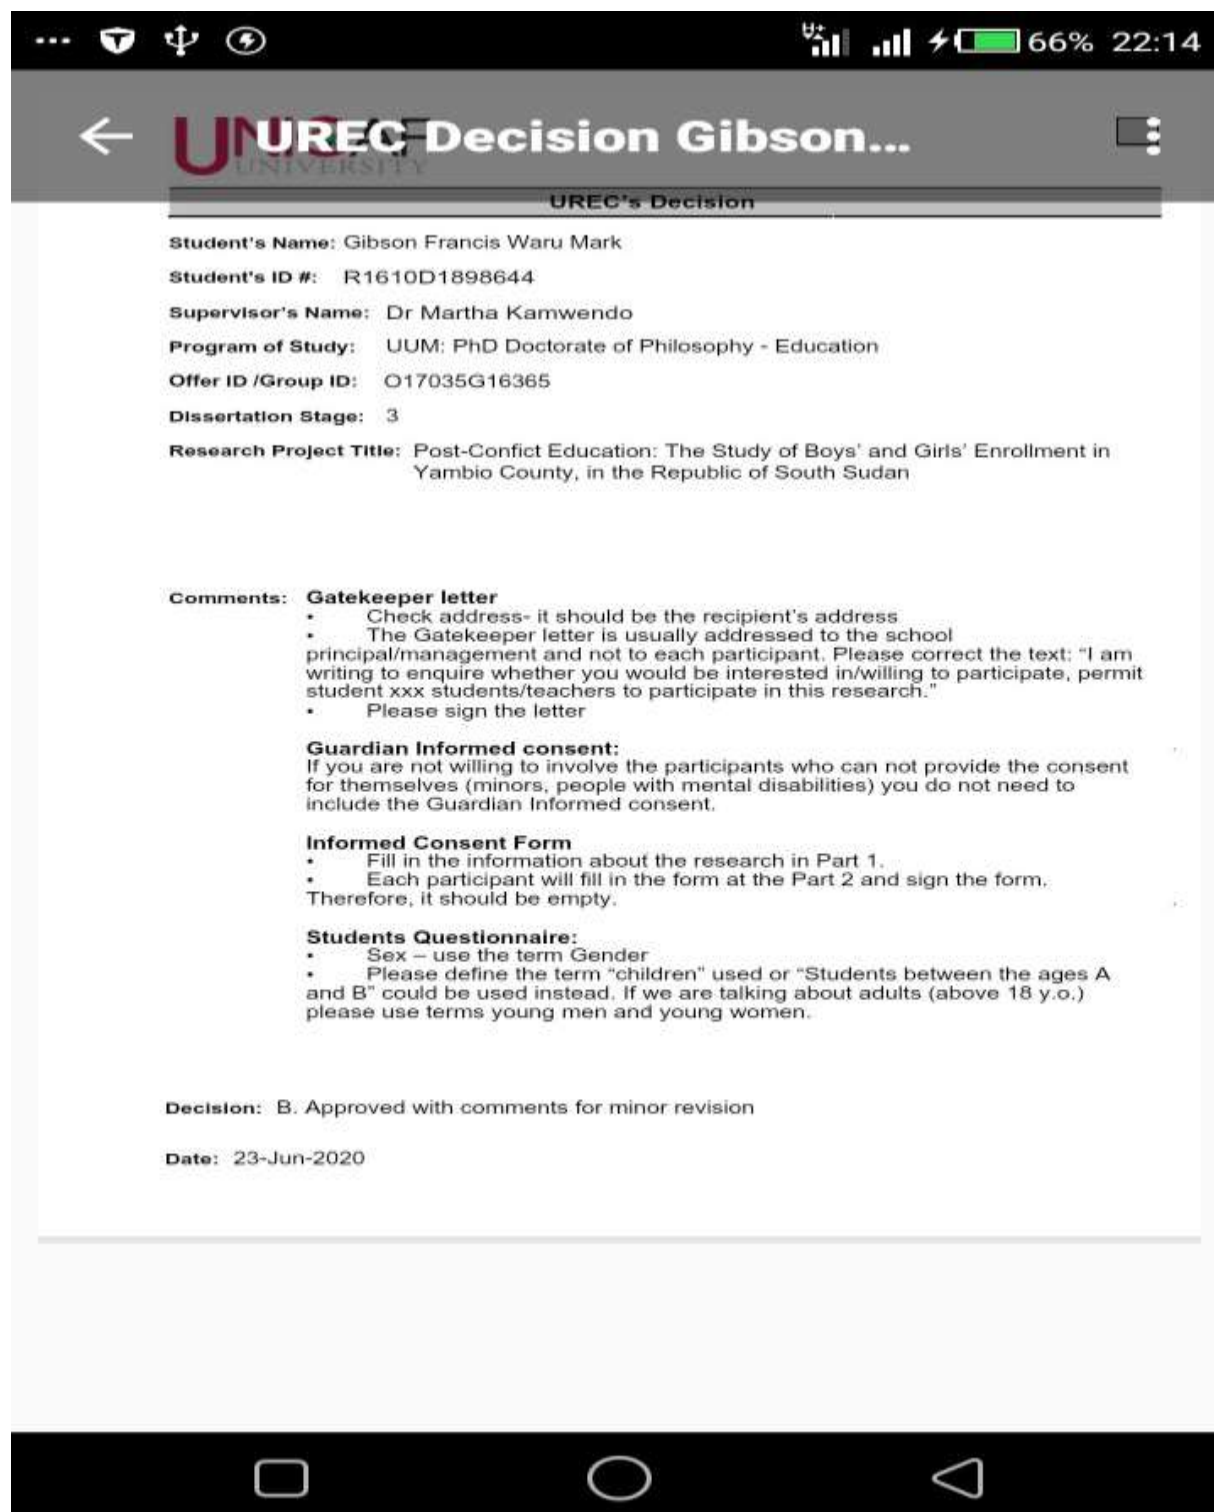 66% 22:14
UREC Decision Gibson...
UNIVERSITY
UREC's Decision
Student's Name: Gibson Francis Waru Mark
Student's ID #: R1610D1898644
Supervisor's Name: Dr Martha Kamwendo
Program of Study: UUM: PhD Doctorate of Philosophy - Education
Offer ID /Group ID: O17035G16365
Dissertation Stage: 3
Research Project Title: Post-Confict Education: The Study of Boys' and Girls' Enrollment in
Yambio County, in the Republic of South Sudan
Comments: Gatekeeper letter
• Check address- it should be the recipient's address
• The Gatekeeper letter is usually addressed to the school
principal/management and not to each participant. Please correct the text: “I am
writing to enquire whether you would be interested in/willing to participate, permit
student xxx students/teachers to participate in this research.”
• Please sign the letter
Guardian Informed consent:
If you are not willing to involve the participants who can not provide the consent
for themselves (minors, people with mental disabilities) you do not need to
include the Guardian Informed consent.
Informed Consent Form
• Fill in the information about the research in Part 1.
• Each participant will fill in the form at the Part 2 and sign the form.
Therefore, it should be empty.
Students Questionnaire:
• Sex – use the term Gender
• Please define the term “children” used or “Students between the ages A
and B” could be used instead. If we are talking about adults (above 18 y.o.)
please use terms young men and young women.
Decision: B. Approved with comments for minor revision
Date: 23-Jun-2020